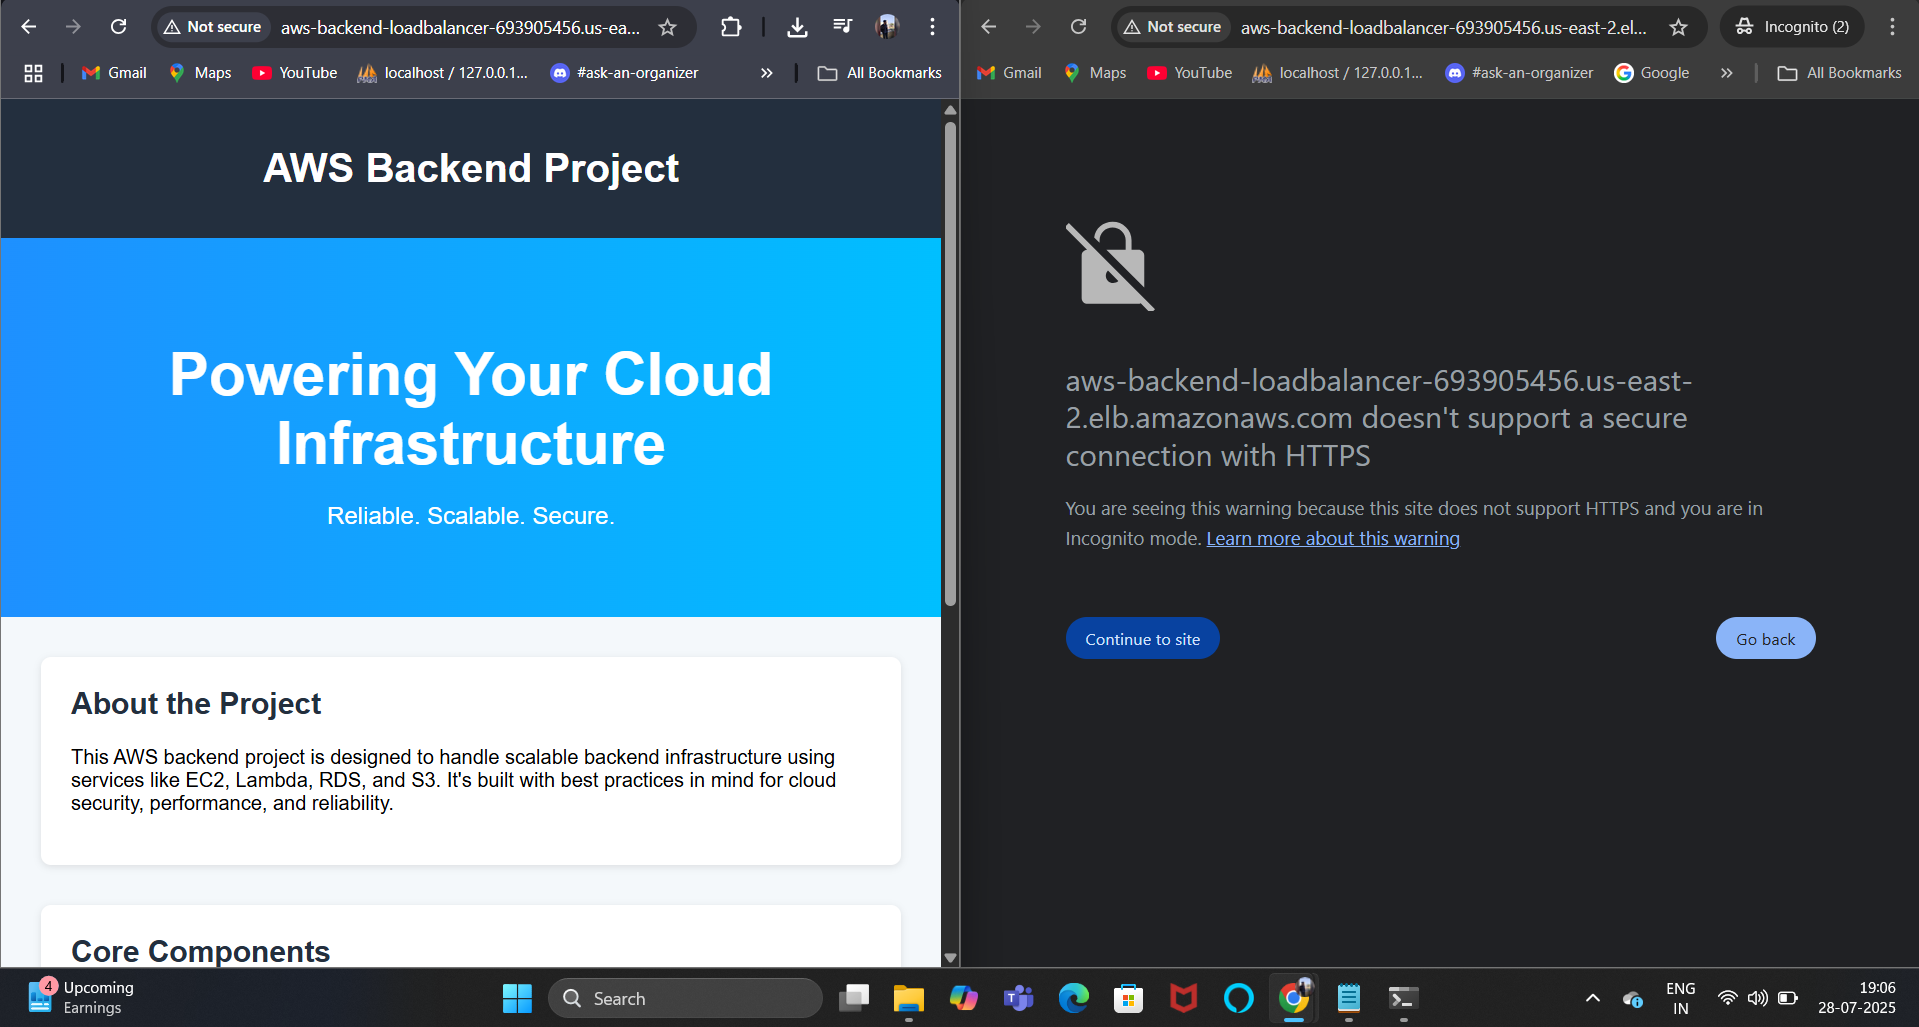 Not secure
aws-backend-loadbalancer-693905456.us-ea...
Gmail
Maps
YouTube
localhost / 127.0.0.1...
#ask-an-organizer
All Bookmarks
AWS Backend Project
Powering Your Cloud
Infrastructure
Reliable. Scalable. Secure.
About the Project
This AWS backend project is designed to handle scalable backend infrastructure using
services like EC2, Lambda, RDS, and S3. It's built with best practices in mind for cloud
security, performance, and reliability.
Core Components
Not secure
aws-backend-loadbalancer-693905456.us-east-2.el...
Incognito (2)
Gmail
Maps
YouTube
localhost / 127.0.0.1...
#ask-an-organizer
Google
All Bookmarks
aws-backend-loadbalancer-693905456.us-east-
2.elb.amazonaws.com doesn't support a secure
connection with HTTPS
You are seeing this warning because this site does not support HTTPS and you are in
Incognito mode. Learn more about this warning
Continue to site
Go back
4
Upcoming
Earnings
Search
ENG
IN
19:06
28-07-2025